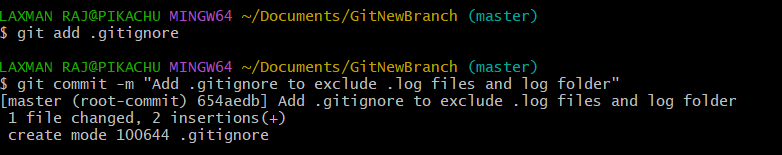 LAXMAN RAJ@PIKACHU MINGW64 ~/Documents/GitNewBranch (master)
$ git add .gitignore
LAXMAN RAJ@PIKACHU MINGW64 ~/Documents/GitNewBranch (master)
$ git commit -m "Add .gitignore to exclude .log files and log folder"
[master (root-commit) 654aedb] Add .gitignore to exclude .log files and log folder
 1 file changed, 2 insertions(+)
 create mode 100644 .gitignore